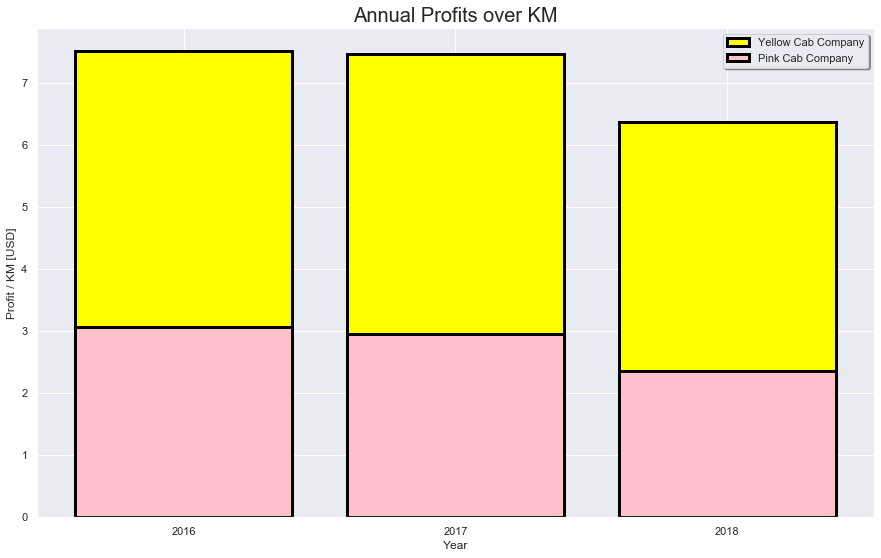 Annual Profits over KM
Yellow Cab Company
Pink Cab Company
Profit / KM [USD]
7
6
5
4
3
2
1
0
2016
2017
2018
Year